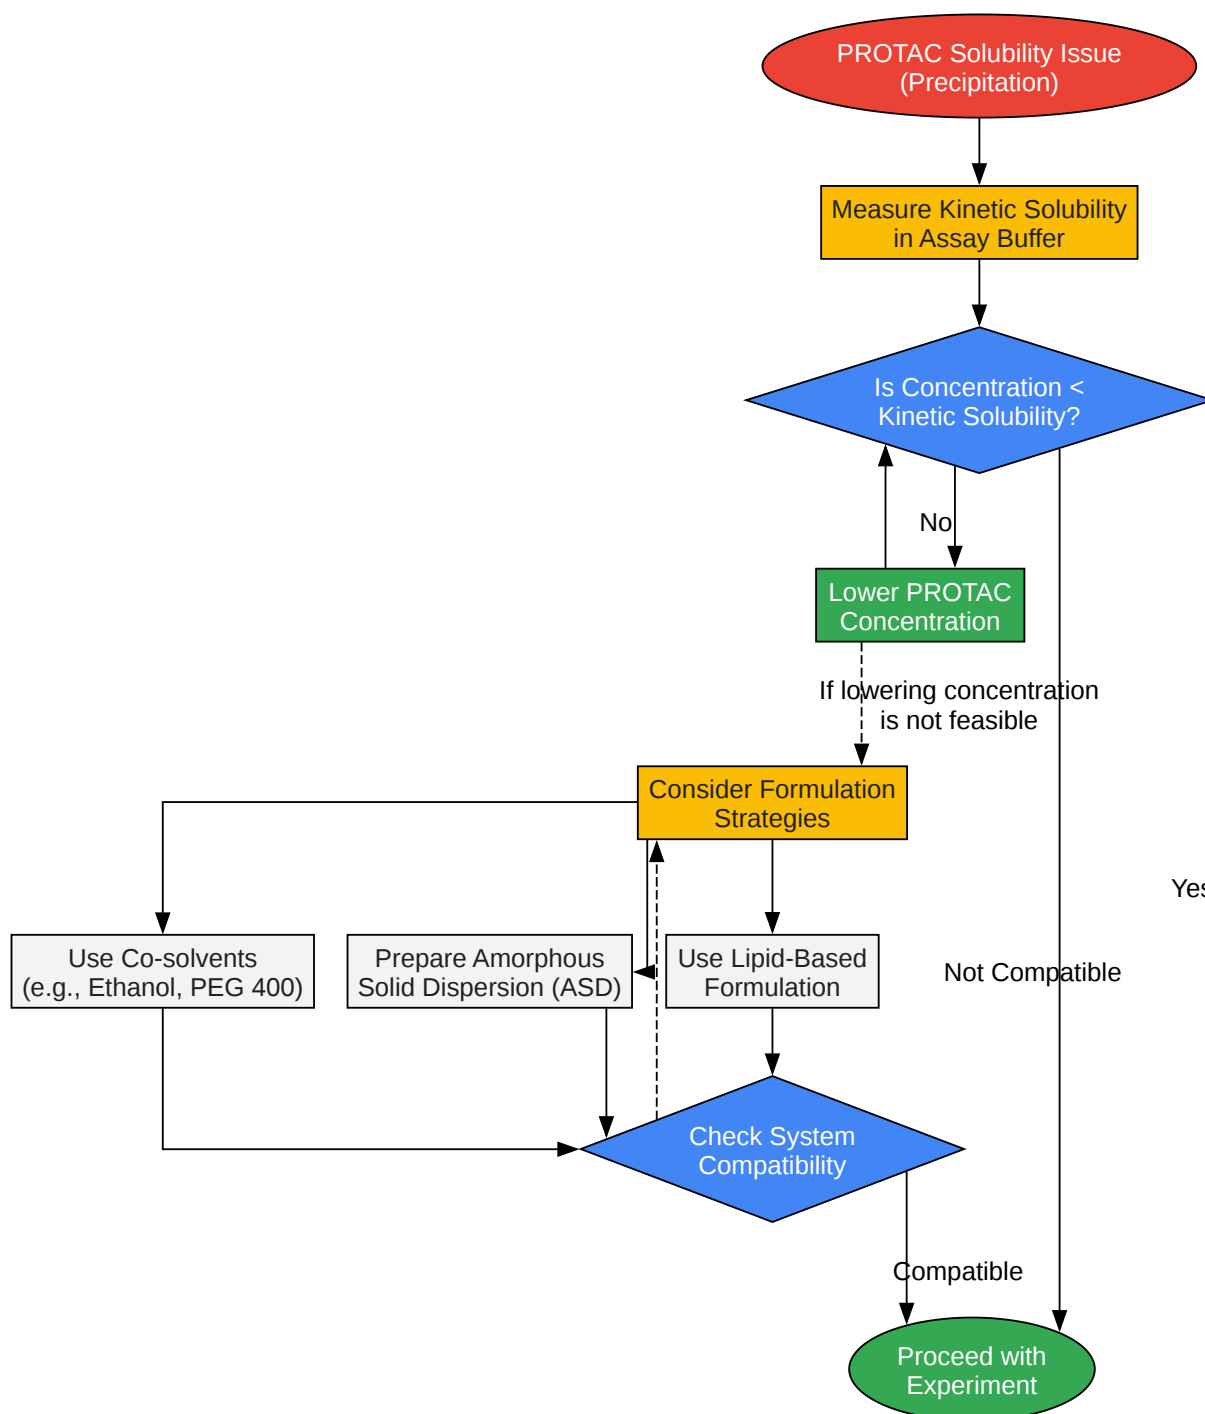 PROTAC Solubility Issue
(Precipitation)
Measure Kinetic Solubility
in Assay Buffer
Is Concentration <
Kinetic Solubility?
No
Lower PROTAC
Concentration
If lowering concentration
is not feasible
Consider Formulation
Strategies
Yes
Use Co-solvents
(e.g., Ethanol, PEG 400)
Prepare Amorphous
Solid Dispersion (ASD)
Use Lipid-Based
Formulation
Not Compatible
Check System
Compatibility
Compatible
Proceed with
Experiment